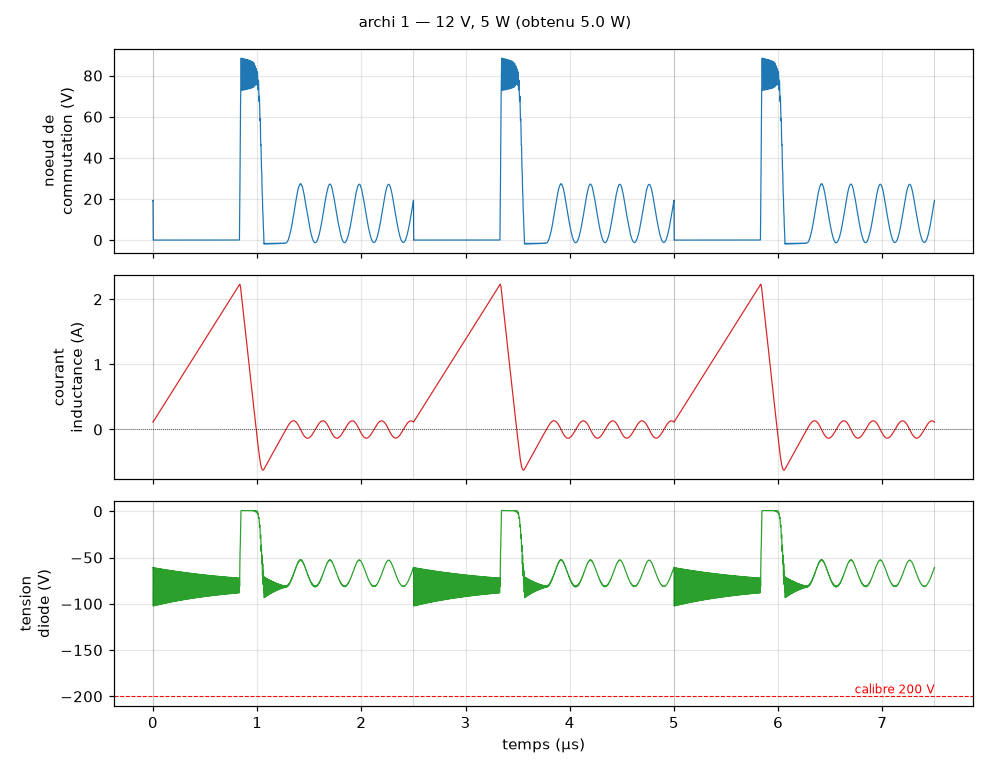 archi 1 — 12 V, 5 W (obtenu 5.0 W)
noeud de
commutation (V)
80
60
40
20
0
courant
inductance (A)
2
1
0
tension
diode (V)
0
−50
−100
−150
−200
calibre 200 V
0 1 2 3 4 5 6 7
temps (µs)